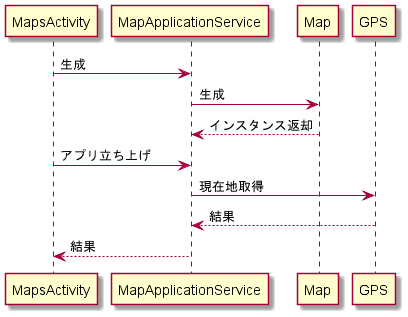 MapsActivity MapApplicationService Map GPS
生成
生成
インスタンス返却
アプリ立ち上げ
現在地取得
結果
結果
MapsActivity MapApplicationService Map GPS